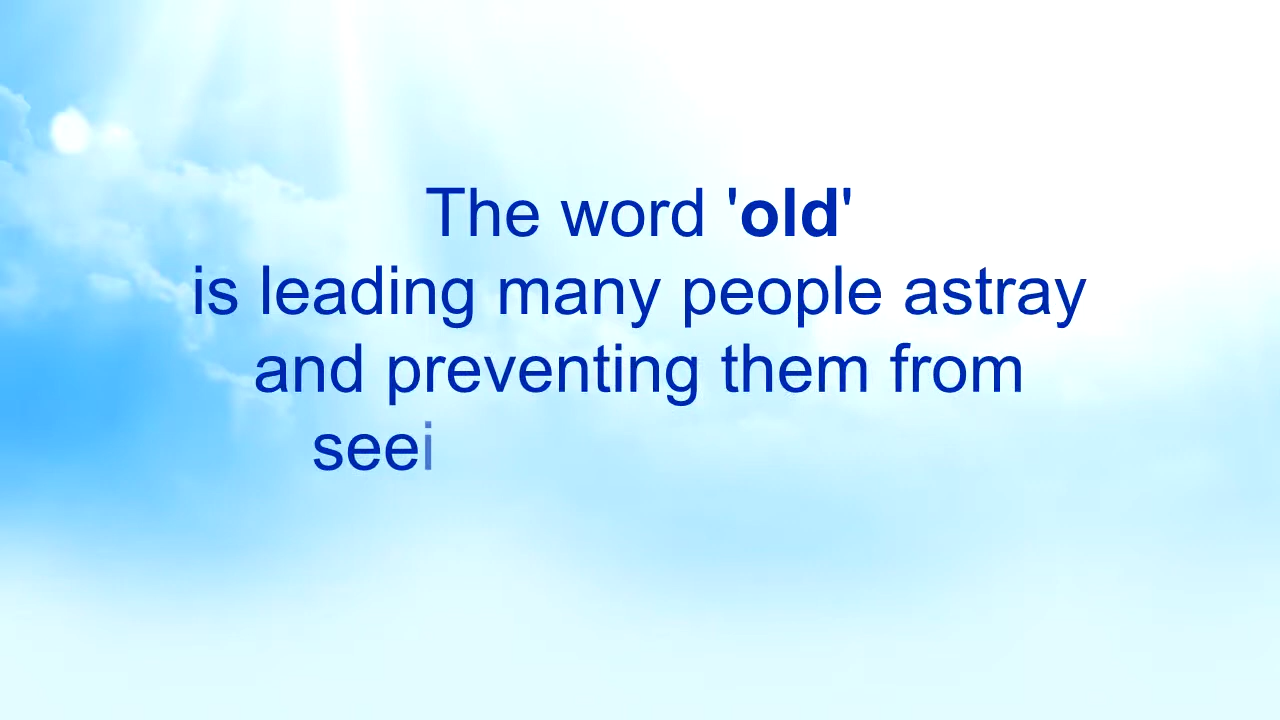 The word 'old'
is leading many people astray
and preventing them from
seei